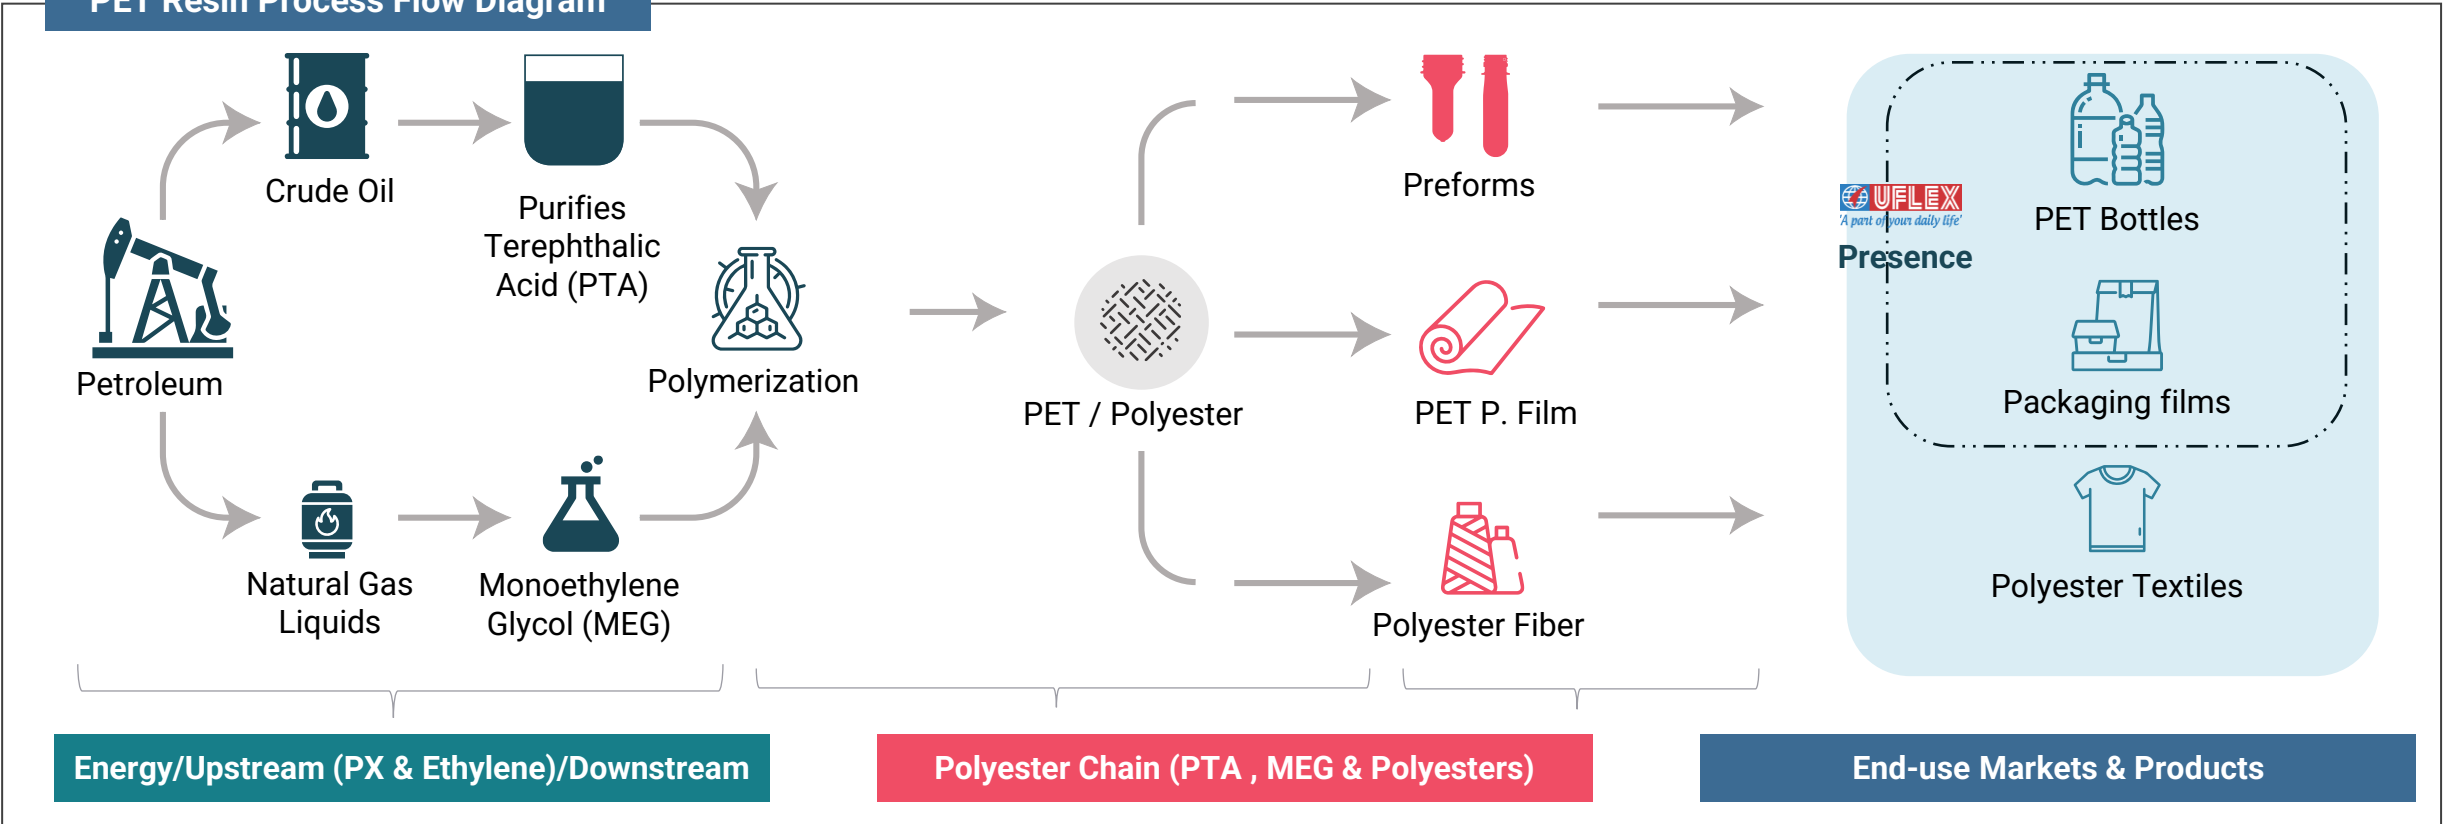 PET Resin Process Flow Diagram
Crude Oil
Purifies
Terephthalic
Acid (PTA)
Petroleum
Polymerization
Natural Gas
Liquids
Monoethylene
Glycol (MEG)
PET / Polyester
Preforms
PET P. Film
Polyester Fiber
UFLEX
'A part of your daily life'
Presence
PET Bottles
Packaging films
Polyester Textiles
Energy/Upstream (PX & Ethylene)/Downstream
Polyester Chain (PTA , MEG & Polyesters)
End-use Markets & Products